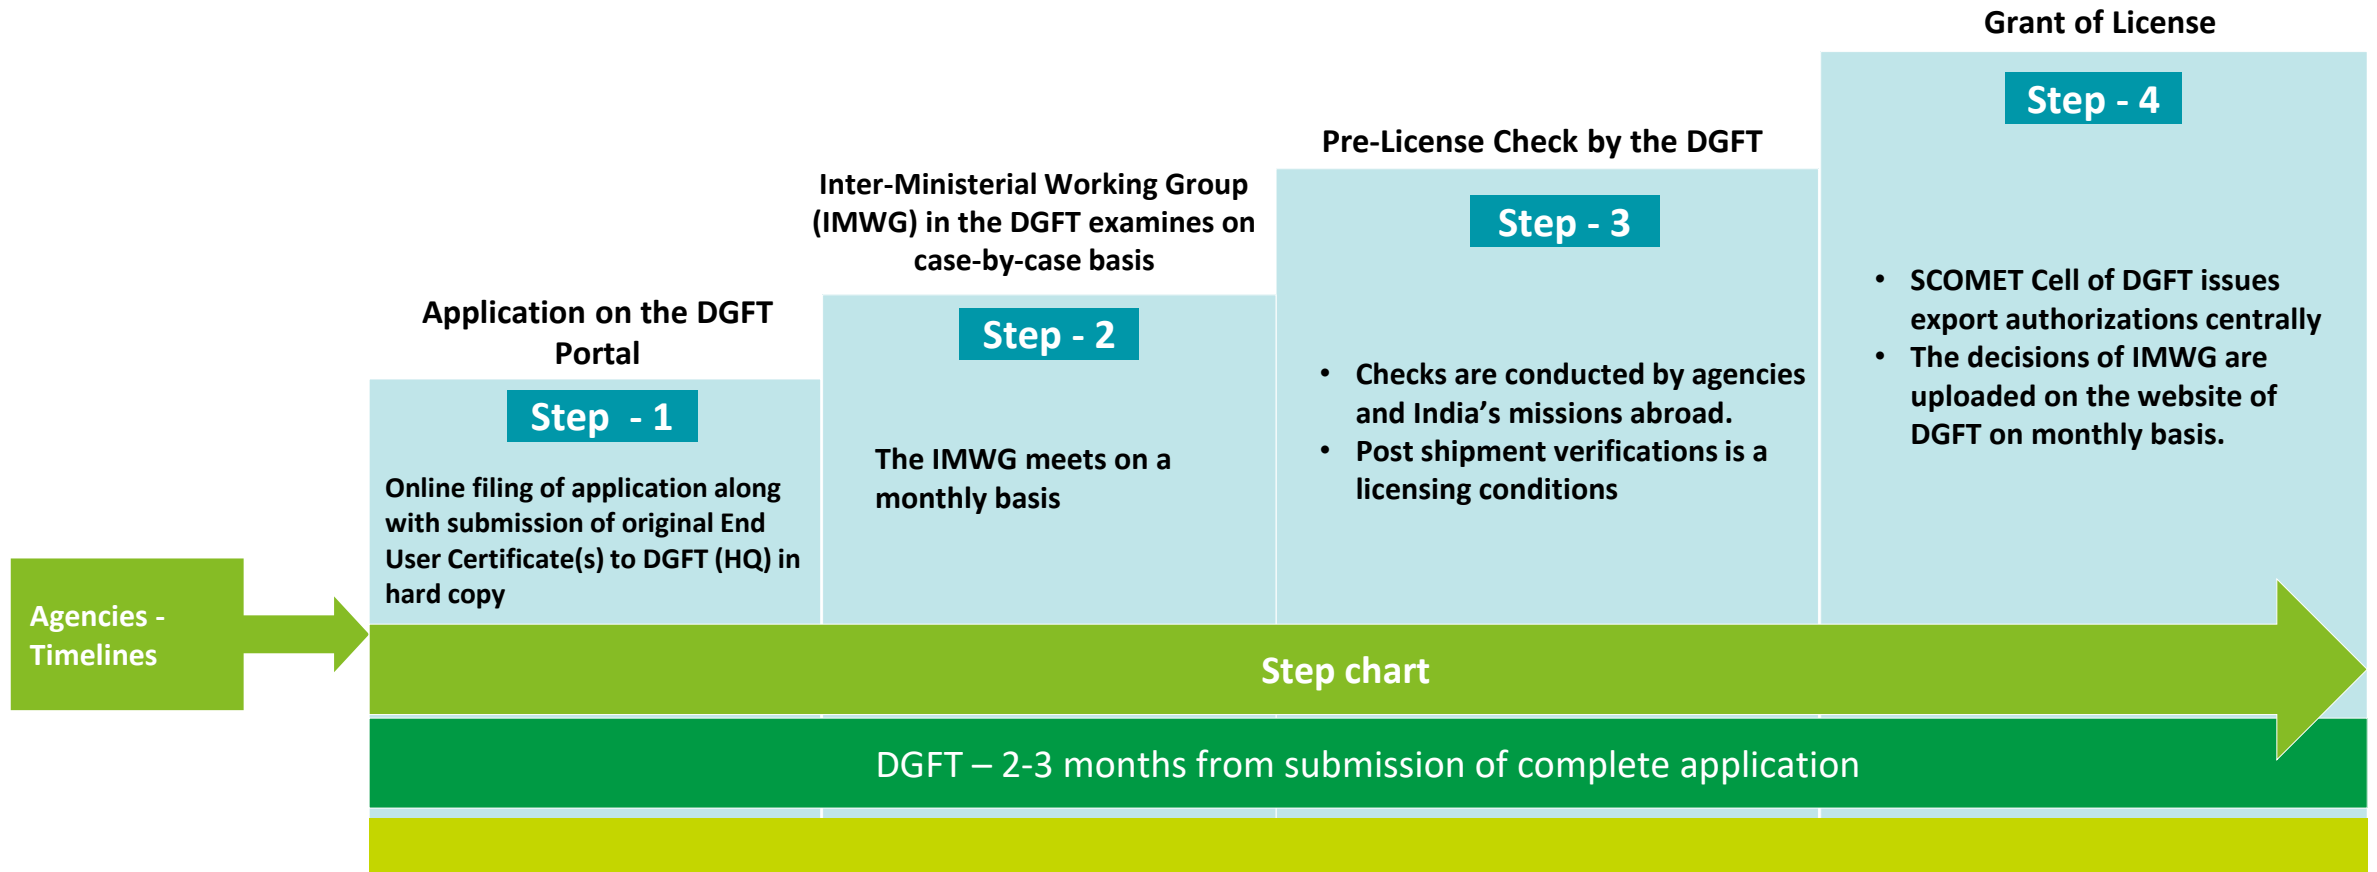 Application on the DGFT
Portal
Step - 1
Online filing of application along
with submission of original End
User Certificate(s) to DGFT (HQ) in
hard copy
Inter-Ministerial Working Group
(IMWG) in the DGFT examines on
case-by-case basis
Step - 2
The IMWG meets on a
monthly basis
Pre-License Check by the DGFT
Step - 3
• Checks are conducted by agencies
and India’s missions abroad.
• Post shipment verifications is a
licensing conditions
Grant of License
Step - 4
• SCOMET Cell of DGFT issues
export authorizations centrally
• The decisions of IMWG are
uploaded on the website of
DGFT on monthly basis.
Agencies -
Timelines
Step chart
DGFT – 2-3 months from submission of complete application